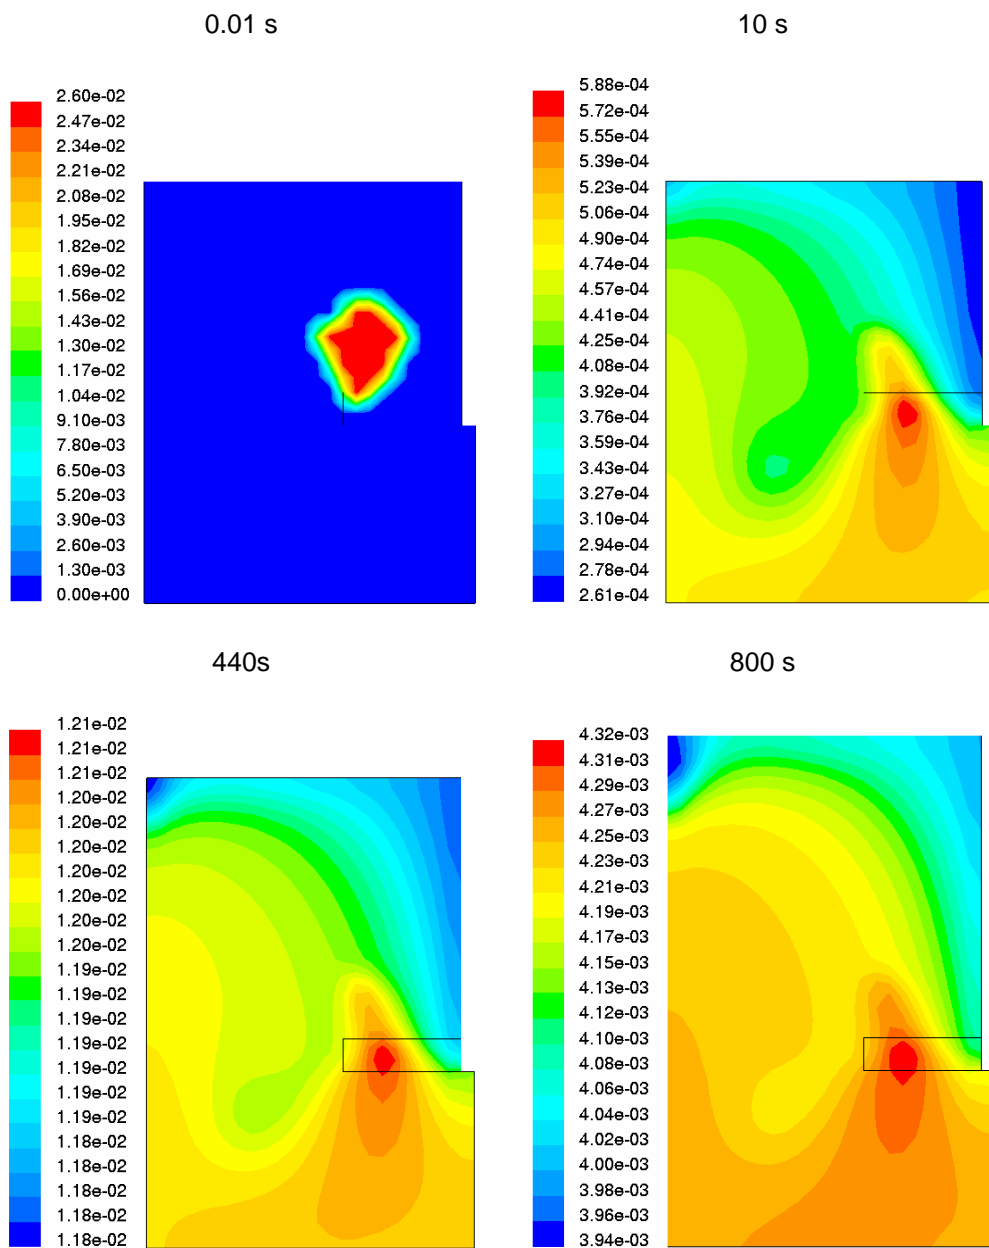 0.01 s
2.60e-02
2.47e-02
2.34e-02
2.21e-02
2.08e-02
1.95e-02
1.82e-02
1.69e-02
1.56e-02
1.43e-02
1.30e-02
1.17e-02
1.04e-02
9.10e-03
7.80e-03
6.50e-03
5.20e-03
3.90e-03
2.60e-03
1.30e-03
0.00e+00
10 s
5.88e-04
5.72e-04
5.55e-04
5.39e-04
5.23e-04
5.06e-04
4.90e-04
4.74e-04
4.57e-04
4.41e-04
4.25e-04
4.08e-04
3.92e-04
3.76e-04
3.59e-04
3.43e-04
3.27e-04
3.10e-04
2.94e-04
2.78e-04
2.61e-04
440s
1.21e-02
1.21e-02
1.21e-02
1.20e-02
1.20e-02
1.20e-02
1.20e-02
1.20e-02
1.20e-02
1.20e-02
1.19e-02
1.19e-02
1.19e-02
1.19e-02
1.19e-02
1.19e-02
1.19e-02
1.18e-02
1.18e-02
1.18e-02
1.18e-02
1.18e-02
800 s
4.32e-03
4.31e-03
4.29e-03
4.27e-03
4.25e-03
4.23e-03
4.21e-03
4.19e-03
4.17e-03
4.15e-03
4.13e-03
4.12e-03
4.10e-03
4.08e-03
4.06e-03
4.04e-03
4.02e-03
4.00e-03
3.98e-03
3.96e-03
3.94e-03